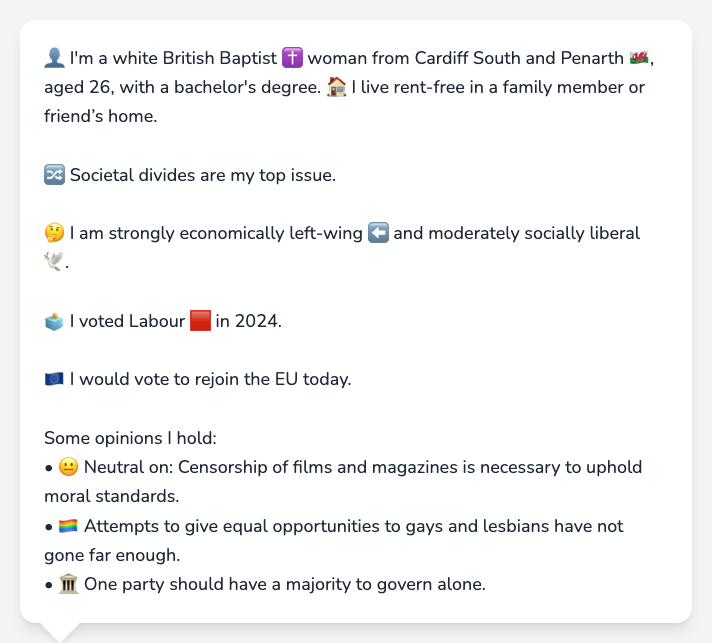 👤 I'm a white British Baptist ✝️ woman from Cardiff South and Penarth 🏴󠁧󠁢󠁷󠁬󠁳󠁿,
aged 26, with a bachelor's degree. 🏠 I live rent-free in a family member or
friend’s home.
🔀 Societal divides are my top issue.
🤔 I am strongly economically left-wing ⬅️ and moderately socially liberal
🕊️.
🗳️ I voted Labour 🟥 in 2024.
🇪🇺 I would vote to rejoin the EU today.
Some opinions I hold:
• 😐 Neutral on: Censorship of films and magazines is necessary to uphold
moral standards.
• 🏳️‍🌈 Attempts to give equal opportunities to gays and lesbians have not
gone far enough.
• 🏛️ One party should have a majority to govern alone.